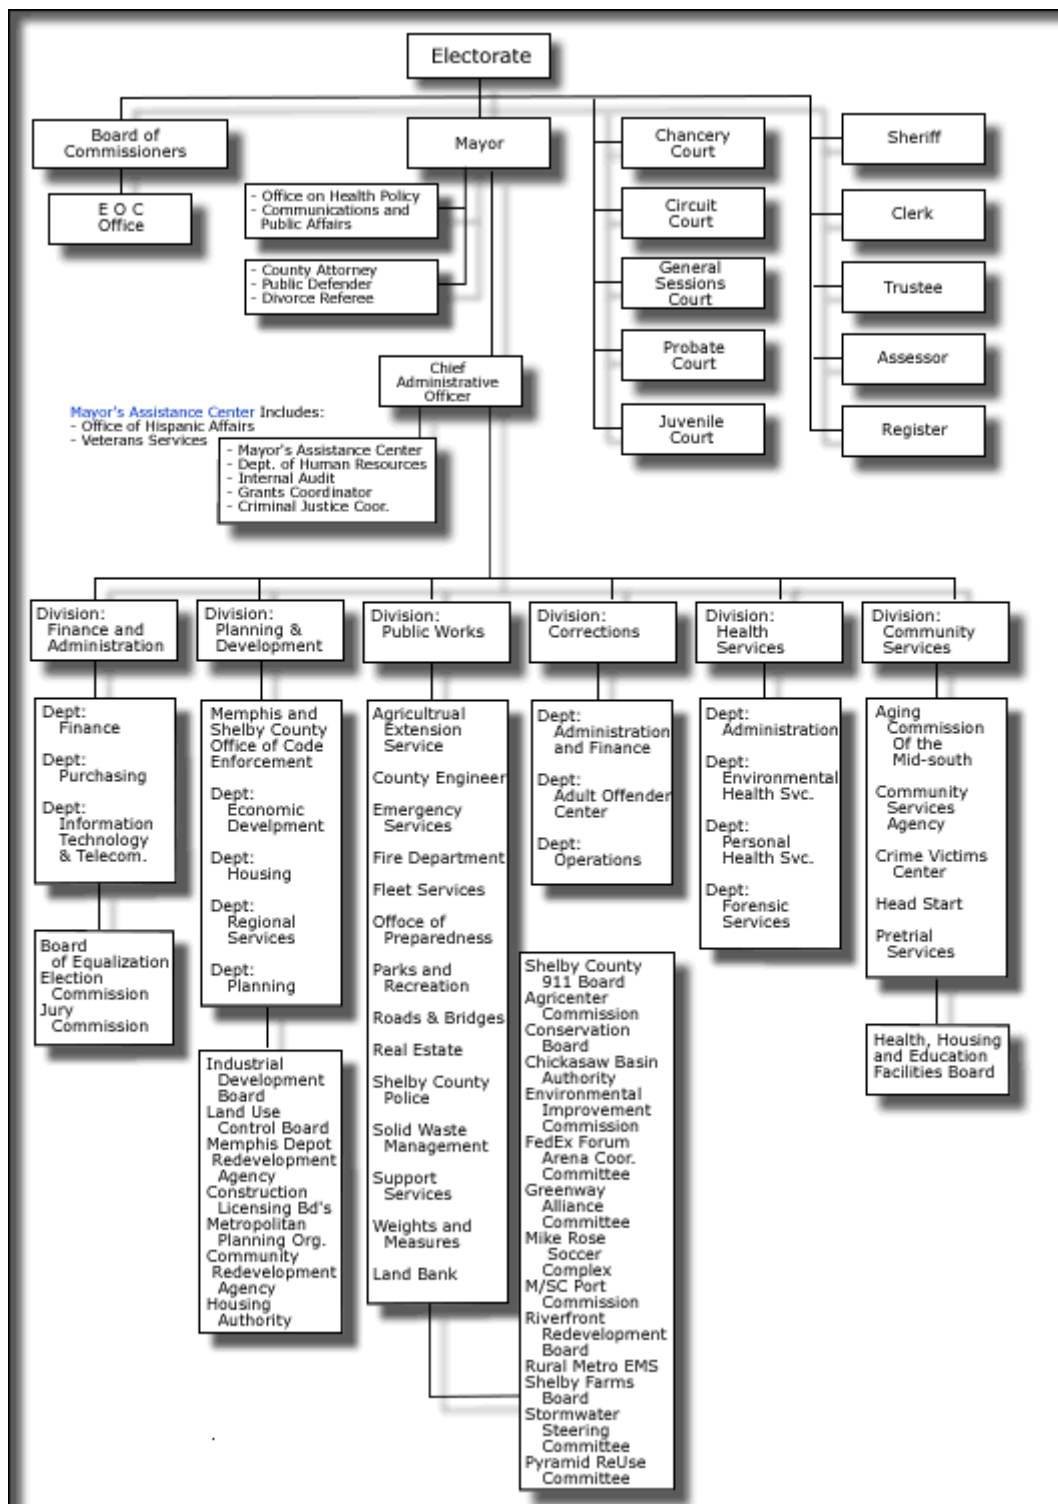 Electorate
Board of
Commissioners
E O C
Office
Mayor
- Office on Health Policy
- Communications and
Public Affairs
- County Attorney
- Public Defender
- Divorce Referee
Chancery
Court
Circuit
Court
General
Sessions
Court
Probate
Court
Juvenile
Court
Sheriff
Clerk
Trustee
Assessor
Register
Chief
Administrative
Officer
Mayor's Assistance Center Includes:
- Office of Hispanic Affairs
- Veterans Services
- Mayor's Assistance Center
- Dept. of Human Resources
- Internal Audit
- Grants Coordinator
- Criminal Justice Coor.
Division:
Finance and
Administration
Dept:
Finance
Dept:
Purchasing
Dept:
Information
Technology
& Telecom.
Board
of Equalization
Election
Commission
Jury
Commission
Division:
Planning &
Development
Memphis and
Shelby County
Office of Code
Enforcement
Dept:
Economic
Develpment
Dept:
Housing
Dept:
Regional
Services
Dept:
Planning
Industrial
Development
Board
Land Use
Control Board
Memphis Depot
Redevelopment
Agency
Construction
Licensing Bd's
Metropolitan
Planning Org.
Community
Redevelopment
Agency
Housing
Authority
Division:
Public Works
Agricultrual
Extension
Service
County Engineer
Emergency
Services
Fire Department
Fleet Services
Offoce of
Preparedness
Parks and
Recreation
Roads & Bridges
Real Estate
Shelby County
Police
Solid Waste
Management
Support
Services
Weights and
Measures
Land Bank
Shelby County
911 Board
Agricenter
Commission
Conservation
Board
Chickasaw Basin
Authority
Environmental
Improvement
Commission
FedEx Forum
Arena Coor.
Committee
Greenway
Alliance
Committee
Mike Rose
Soccer
Complex
M/SC Port
Commission
Riverfront
Redevelopment
Board
Rural Metro EMS
Shelby Farms
Board
Stormwater
Steering
Committee
Pyramid ReUse
Committee
Division:
Corrections
Dept:
Administration
and Finance
Dept:
Adult Offender
Center
Dept:
Operations
Division:
Health
Services
Dept:
Administration
Dept:
Environmental
Health Svc.
Dept:
Personal
Health Svc.
Dept:
Forensic
Services
Division:
Community
Services
Aging
Commission
Of the
Mid-south
Community
Services
Agency
Crime Victims
Center
Head Start
Pretrial
Services
Health, Housing
and Education
Facilities Board